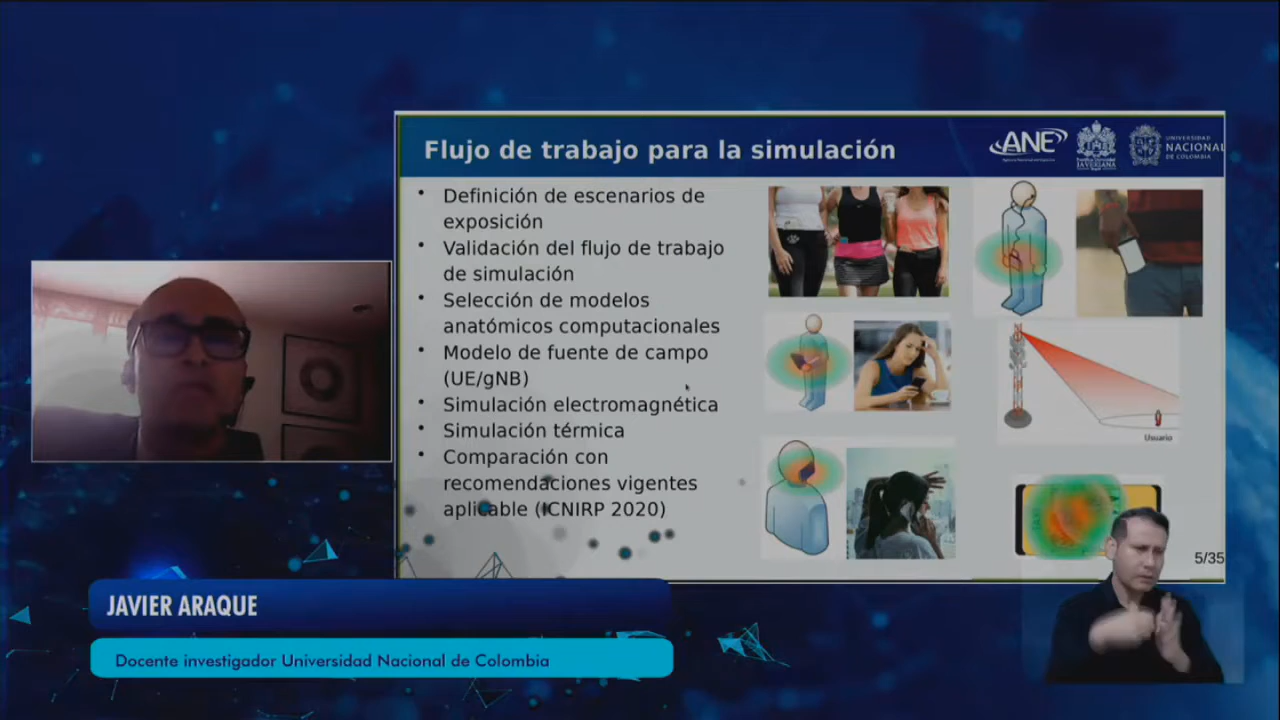 Flujo de trabajo para la simulación
ANE
Pontificia Universidad
JAVERIANA
UNIVERSIDAD
NACIONAL
DE COLOMBIA
• Definición de escenarios de
exposición
• Validación del flujo de trabajo
de simulación
• Selección de modelos
anatómicos computacionales
• Modelo de fuente de campo
(UE/gNB)
• Simulación electromagnética
• Simulación térmica
• Comparación con
recomendaciones vigentes
aplicable (ICNIRP 2020)
Usuario
5/35
JAVIER ARAQUE
Docente investigador Universidad Nacional de Colombia